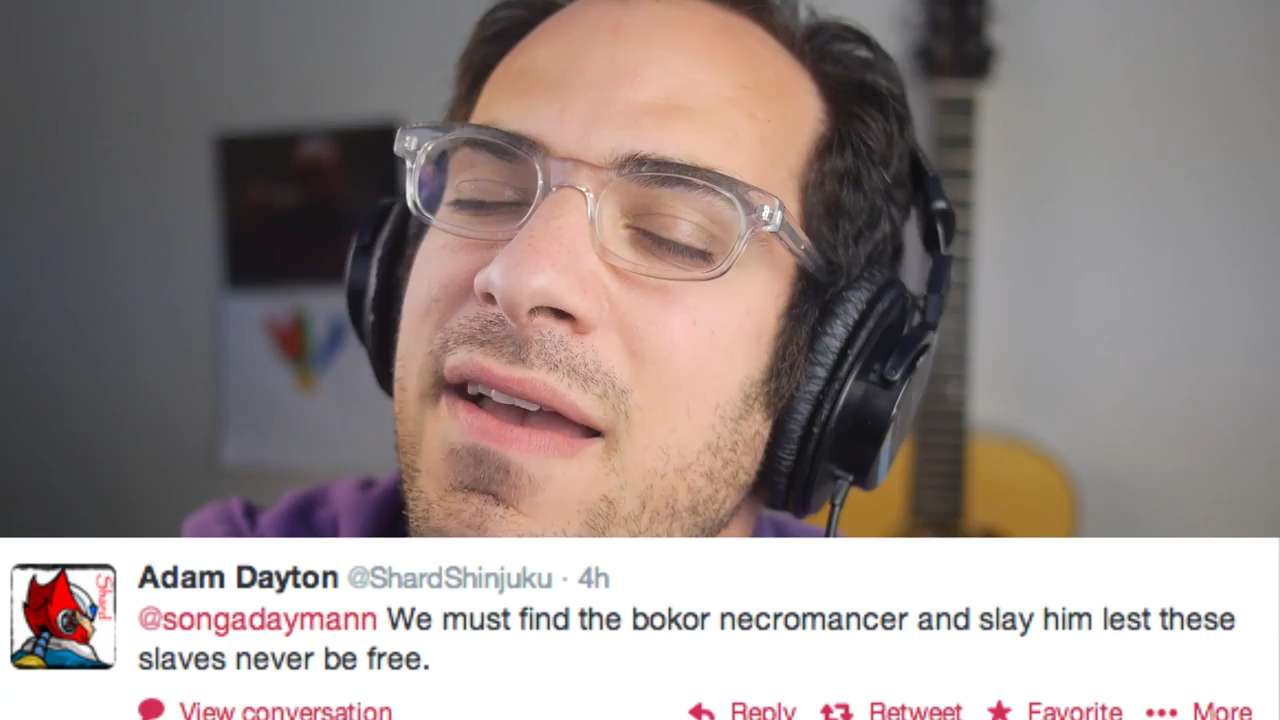 Shard
Adam Dayton @ShardShinjuku · 4h
@songadaymann We must find the bokor necromancer and slay him lest these
slaves never be free.
View conversation Reply Retweet Favorite More